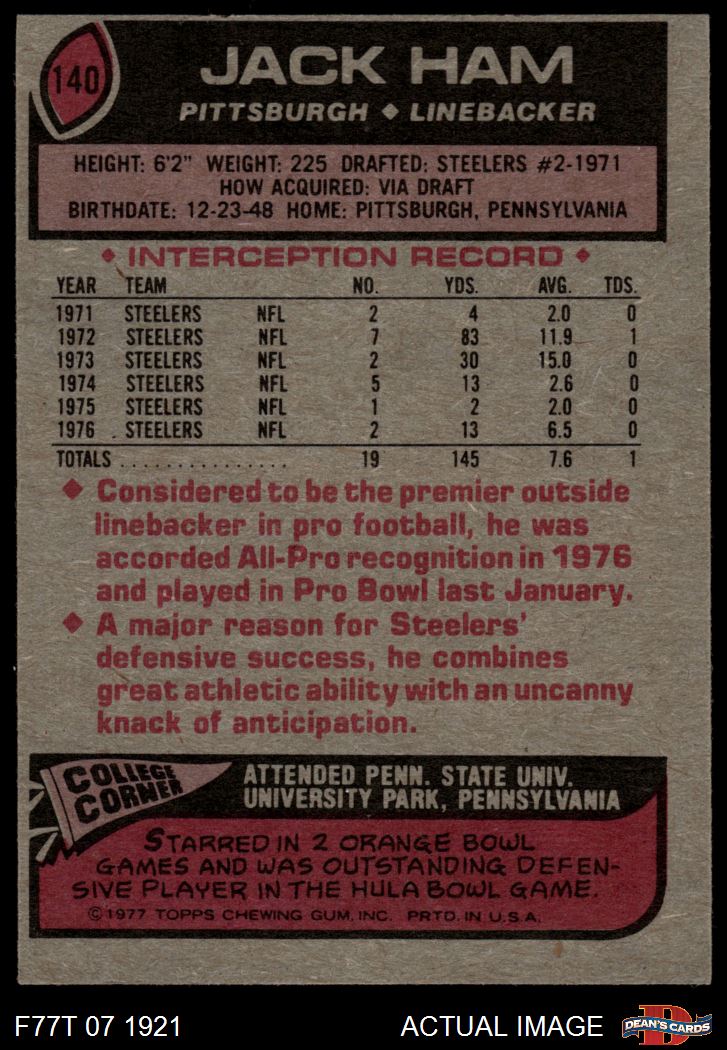 140
JACK HAM
PITTSBURGH ◆ LINEBACKER
HEIGHT: 6'2" WEIGHT: 225 DRAFTED: STEELERS #2-1971
HOW ACQUIRED: VIA DRAFT
BIRTHDATE: 12-23-48 HOME: PITTSBURGH, PENNSYLVANIA
◆ INTERCEPTION RECORD ◆
YEAR TEAM NO. YDS. AVG. TDS.
1971 STEELERS NFL 2 4 2.0 0
1972 STEELERS NFL 7 83 11.9 1
1973 STEELERS NFL 2 30 15.0 0
1974 STEELERS NFL 5 13 2.6 0
1975 STEELERS NFL 1 2 2.0 0
1976 STEELERS NFL 2 13 6.5 0
TOTALS ................ 19 145 7.6 1
◆ Considered to be the premier outside
linebacker in pro football, he was
accorded All-Pro recognition in 1976
and played in Pro Bowl last January.
◆ A major reason for Steelers'
defensive success, he combines
great athletic ability with an uncanny
knack of anticipation.
COLLEGE
CORNER
ATTENDED PENN. STATE UNIV.
UNIVERSITY PARK, PENNSYLVANIA
STARRED IN 2 ORANGE BOWL
GAMES AND WAS OUTSTANDING DEFEN-
SIVE PLAYER IN THE HULA BOWL GAME.
©1977 TOPPS CHEWING GUM, INC. PRTD. IN U.S.A.
F77T 07 1921
ACTUAL IMAGE
D
DEAN'S CARDS